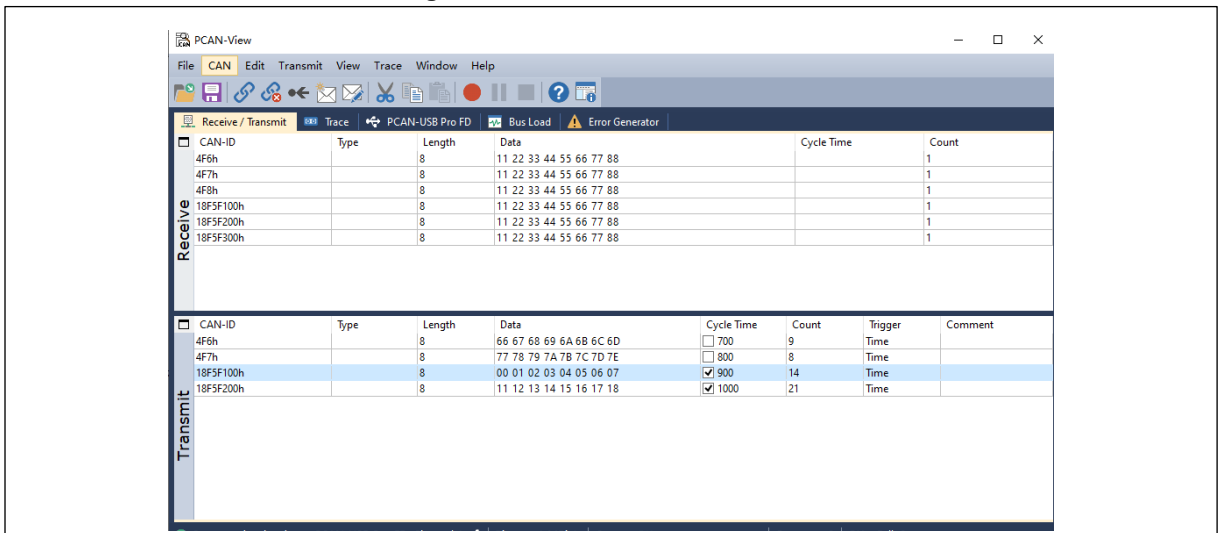 PCAN-View
File CAN Edit Transmit View Trace Window Help
Receive / Transmit Trace PCAN-USB Pro FD Bus Load Error Generator
CAN-ID Type Length Data Cycle Time Count
4F6h 8 11 22 33 44 55 66 77 88 1
4F7h 8 11 22 33 44 55 66 77 88 1
4F8h 8 11 22 33 44 55 66 77 88 1
18F5F100h 8 11 22 33 44 55 66 77 88 1
18F5F200h 8 11 22 33 44 55 66 77 88 1
18F5F300h 8 11 22 33 44 55 66 77 88 1
Receive
CAN-ID Type Length Data Cycle Time Count Trigger Comment
4F6h 8 66 67 68 69 6A 6B 6C 6D 700 9 Time
4F7h 8 77 78 79 7A 7B 7C 7D 7E 800 8 Time
18F5F100h 8 00 01 02 03 04 05 06 07 900 14 Time
18F5F200h 8 11 12 13 14 15 16 17 18 1000 21 Time
Transmit